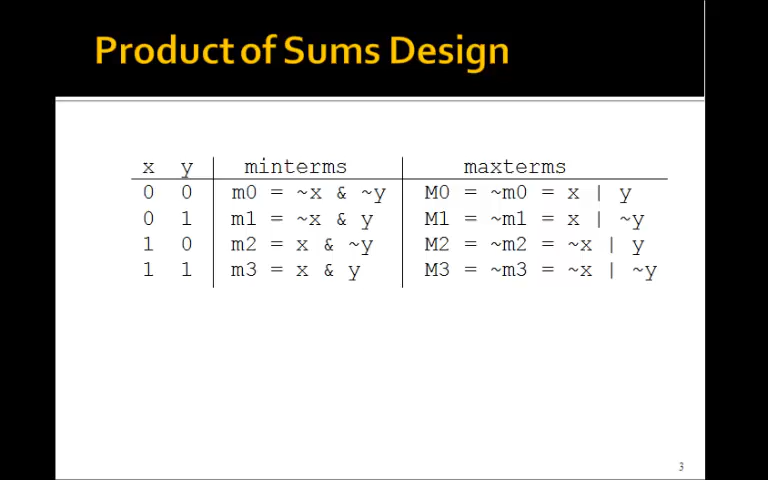 Product of Sums Design
x y minterms maxterms
0 0 m0 = ~x & ~y M0 = ~m0 = x | y
0 1 m1 = ~x & y M1 = ~m1 = x | ~y
1 0 m2 = x & ~y M2 = ~m2 = ~x | y
1 1 m3 = x & y M3 = ~m3 = ~x | ~y
3